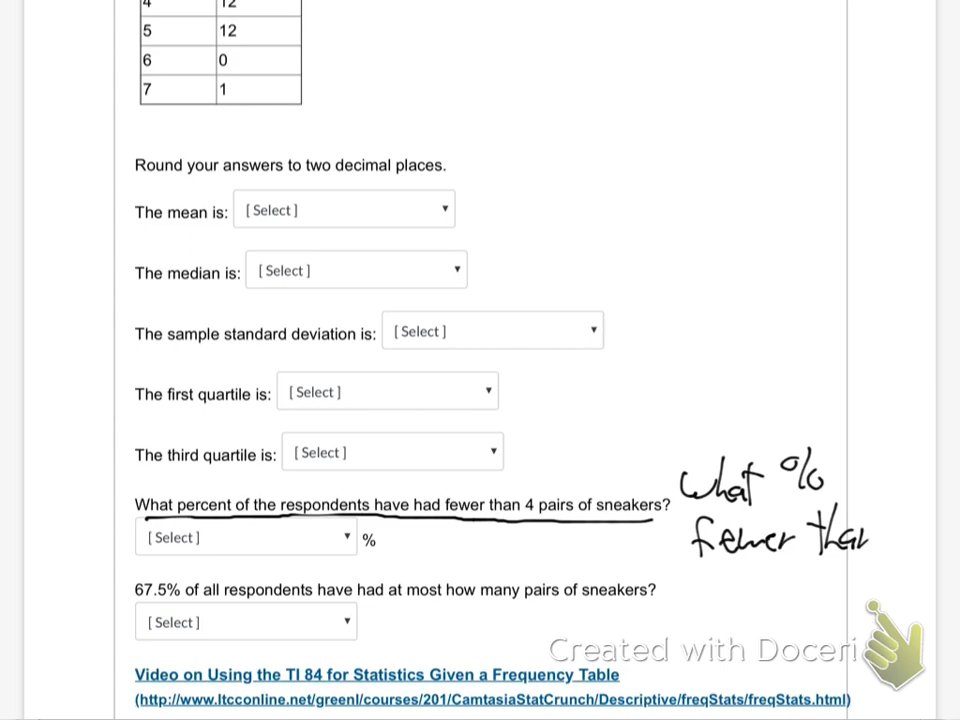 4 12
5 12
6 0
7 1
Round your answers to two decimal places.
The mean is: [ Select ]
The median is: [ Select ]
The sample standard deviation is: [ Select ]
The first quartile is: [ Select ]
The third quartile is: [ Select ]
What percent of the respondents have had fewer than 4 pairs of sneakers?
What %
[ Select ] %
fewer than
67.5% of all respondents have had at most how many pairs of sneakers?
[ Select ]
Created with Doceri
Video on Using the TI 84 for Statistics Given a Frequency Table
(http://www.ltcconline.net/greenl/courses/201/CamtasiaStatCrunch/Descriptive/freqStats/freqStats.html)